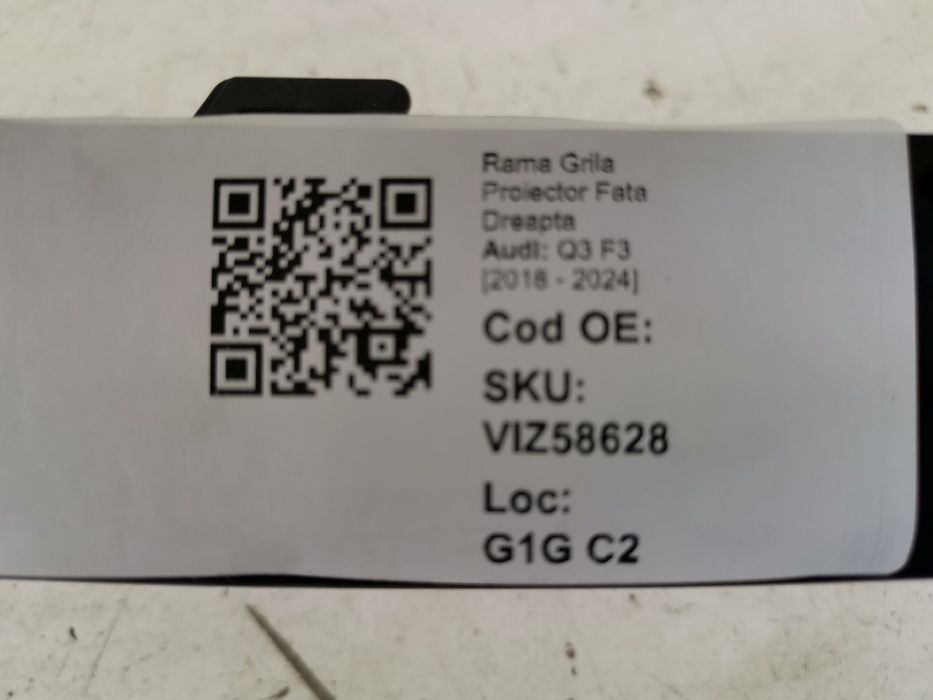 Rama Grila
Proiector Fata
Dreapta
Audi: Q3 F3
[2018 - 2024]
Cod OE:
SKU:
VIZ58628
Loc:
G1G C2